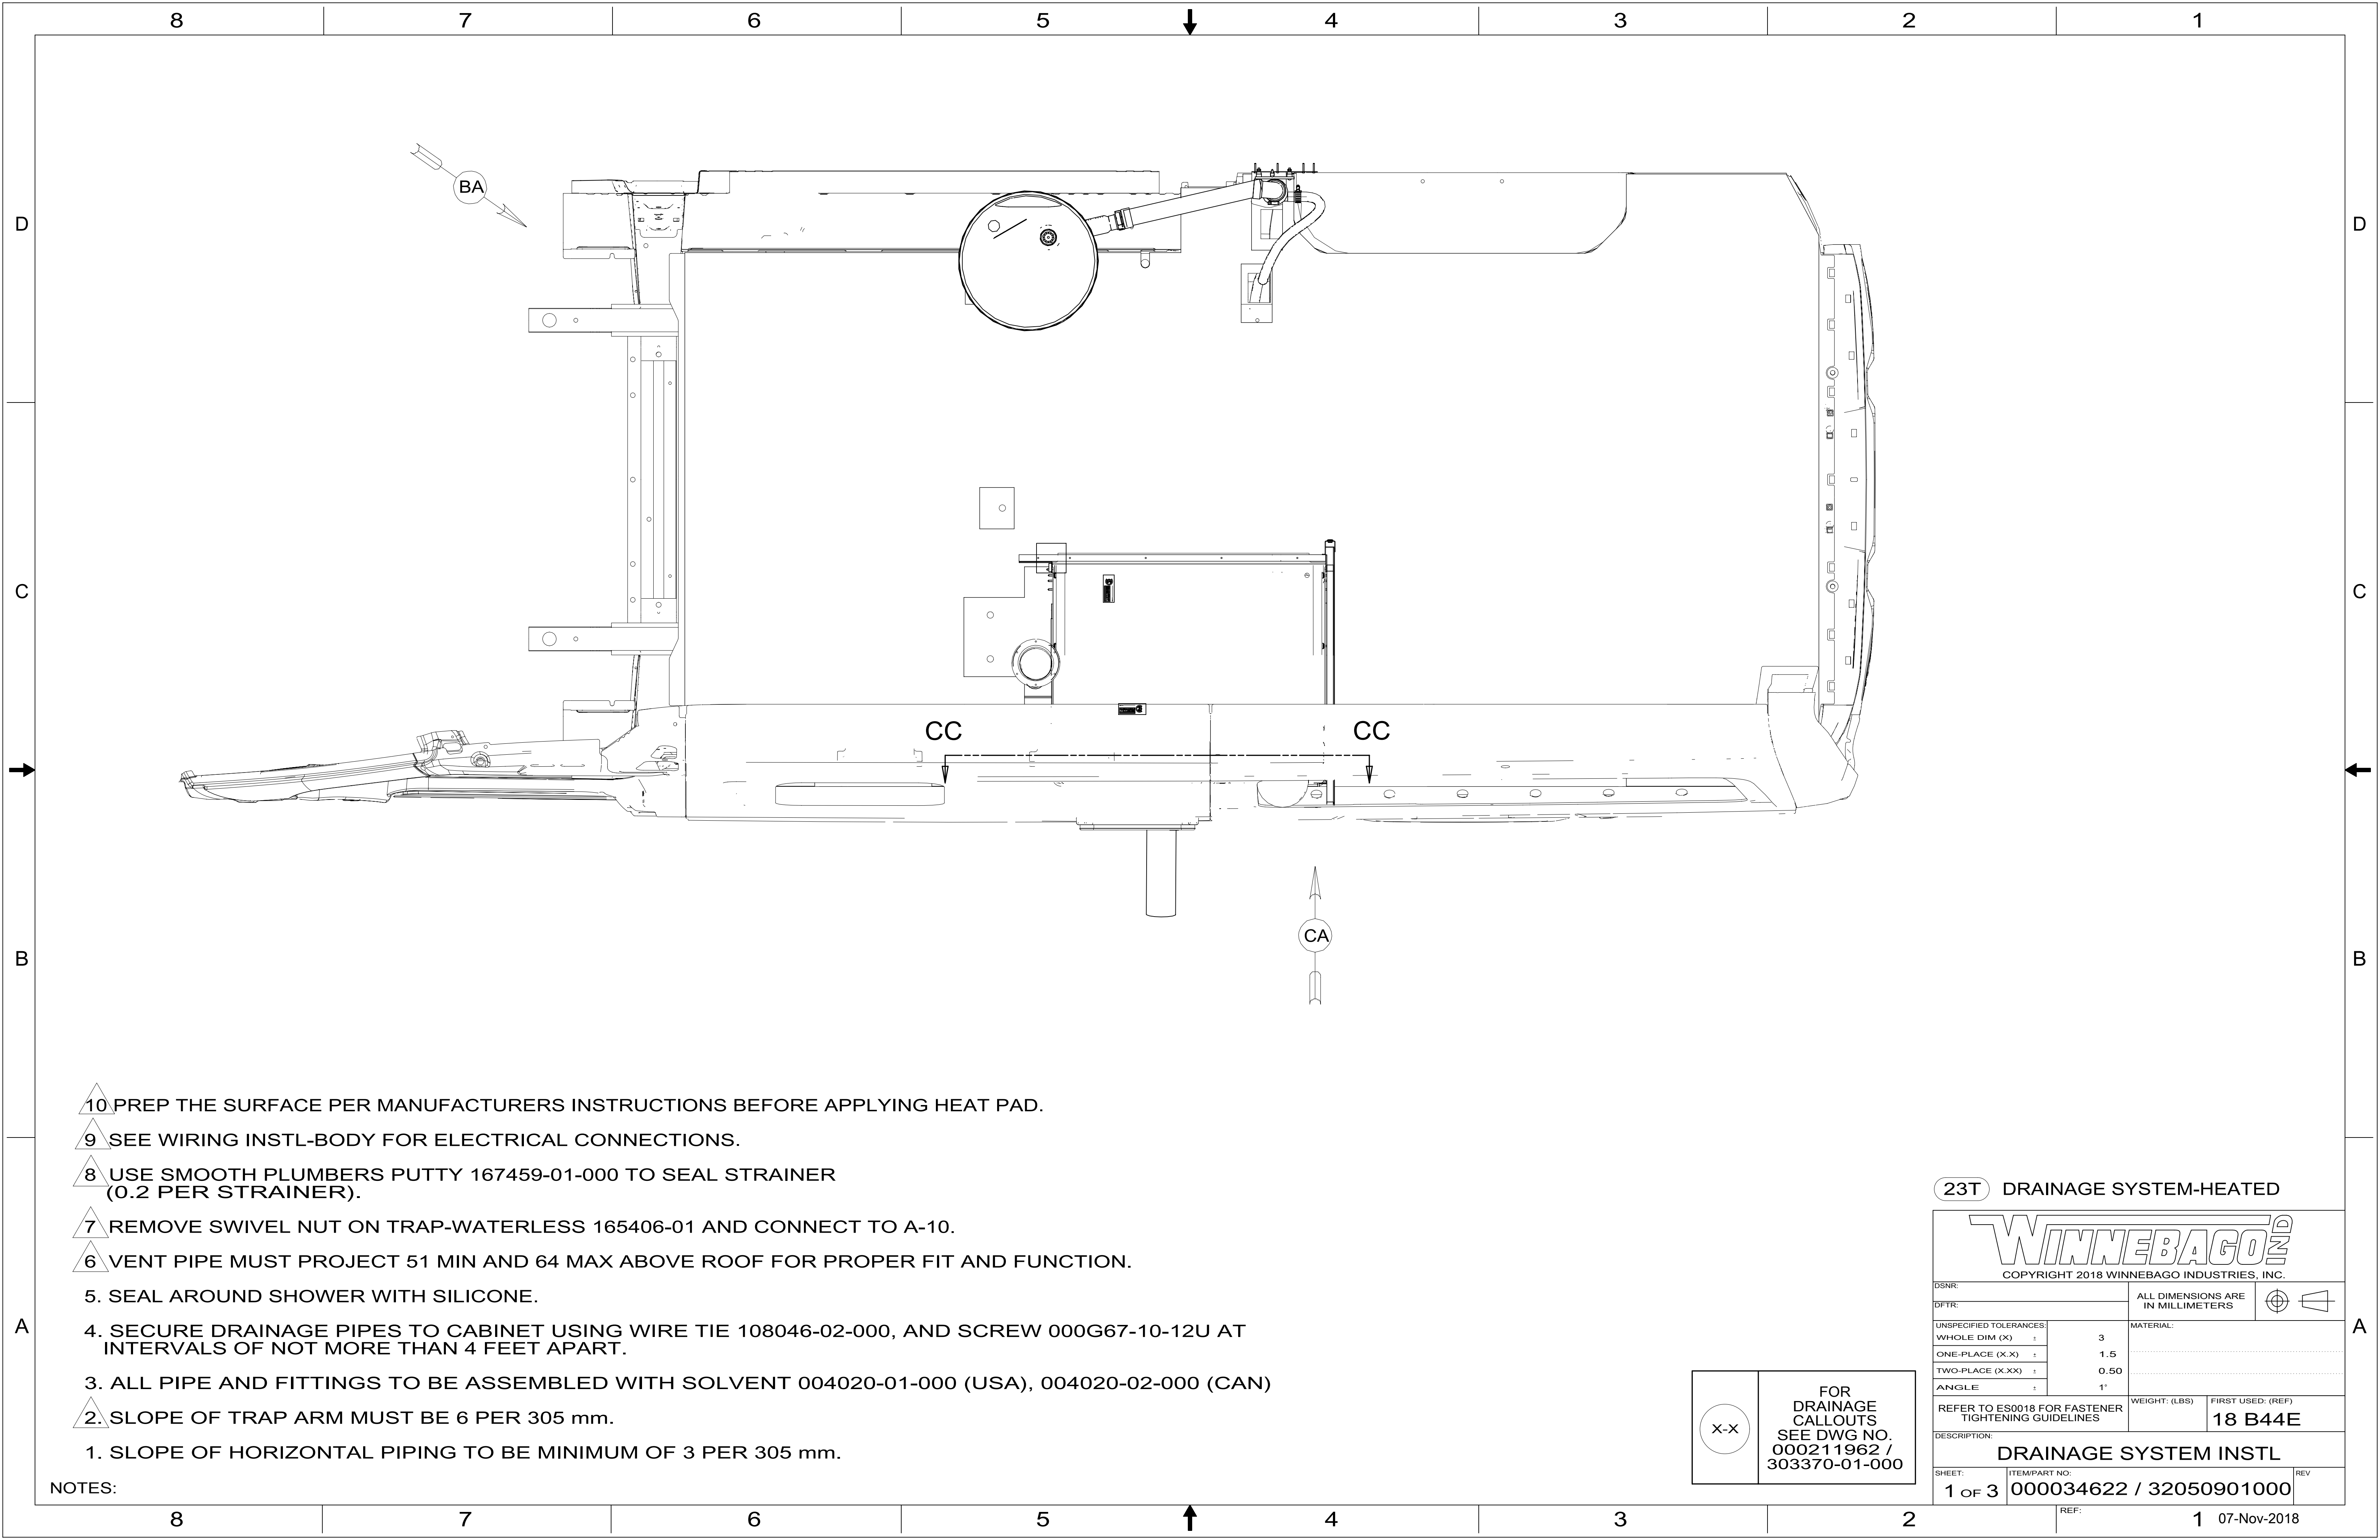 8 7 6 5 4 3 2 1
BA
D D
C C
CC CC
CA
B B
10 PREP THE SURFACE PER MANUFACTURERS INSTRUCTIONS BEFORE APPLYING HEAT PAD.
9 SEE WIRING INSTL-BODY FOR ELECTRICAL CONNECTIONS.
8 USE SMOOTH PLUMBERS PUTTY 167459-01-000 TO SEAL STRAINER
(0.2 PER STRAINER).
7 REMOVE SWIVEL NUT ON TRAP-WATERLESS 165406-01 AND CONNECT TO A-10.
6 VENT PIPE MUST PROJECT 51 MIN AND 64 MAX ABOVE ROOF FOR PROPER FIT AND FUNCTION.
5. SEAL AROUND SHOWER WITH SILICONE.
A A
4. SECURE DRAINAGE PIPES TO CABINET USING WIRE TIE 108046-02-000, AND SCREW 000G67-10-12U AT
INTERVALS OF NOT MORE THAN 4 FEET APART.
3. ALL PIPE AND FITTINGS TO BE ASSEMBLED WITH SOLVENT 004020-01-000 (USA), 004020-02-000 (CAN)
2. SLOPE OF TRAP ARM MUST BE 6 PER 305 mm.
1. SLOPE OF HORIZONTAL PIPING TO BE MINIMUM OF 3 PER 305 mm.
NOTES:
X-X
FOR
DRAINAGE
CALLOUTS
SEE DWG NO.
000211962 /
303370-01-000
23T DRAINAGE SYSTEM-HEATED
WINNEBAGO IND
COPYRIGHT 2018 WINNEBAGO INDUSTRIES, INC.
DSNR:
DFTR:
ALL DIMENSIONS ARE
IN MILLIMETERS
UNSPECIFIED TOLERANCES:
WHOLE DIM (X) ± 3
ONE-PLACE (X.X) ± 1.5
TWO-PLACE (X.XX) ± 0.50
ANGLE ± 1°
MATERIAL:
REFER TO ES0018 FOR FASTENER
TIGHTENING GUIDELINES
WEIGHT: (LBS)
FIRST USED: (REF)
18 B44E
DESCRIPTION:
DRAINAGE SYSTEM INSTL
SHEET:
1 OF 3
ITEM/PART NO:
000034622 / 32050901000
REV
REF:
8 7 6 5 4 3 2 1
07-Nov-2018